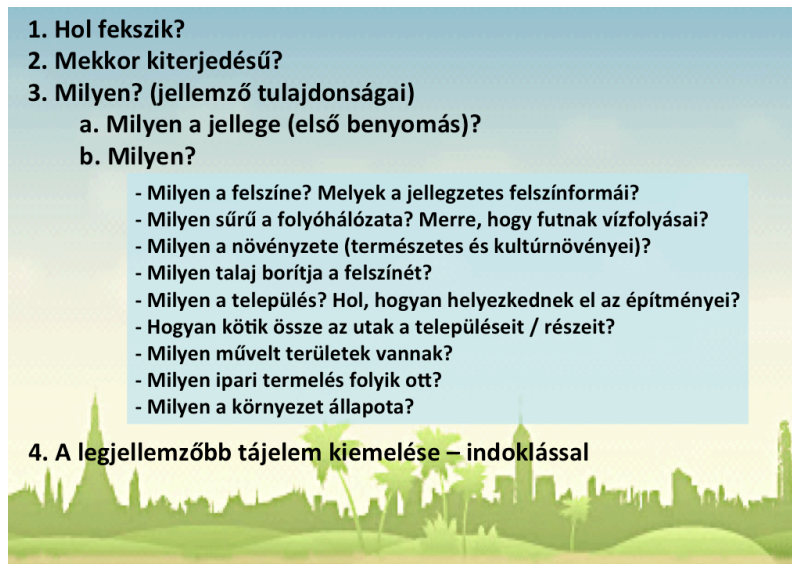 1. Hol fekszik?
2. Mekkor kiterjedésű?
3. Milyen? (jellemző tulajdonságai)
a. Milyen a jellege (első benyomás)?
b. Milyen?
- Milyen a felszíne? Melyek a jellegzetes felszínformái?
- Milyen sűrű a folyóhálózata? Merre, hogy futnak vízfolyásai?
- Milyen a növényzete (természetes és kultúrnövényei)?
- Milyen talaj borítja a felszínét?
- Milyen a település? Hol, hogyan helyezkednek el az építményei?
- Hogyan kötik össze az utak a településeit / részeit?
- Milyen művelt területek vannak?
- Milyen ipari termelés folyik ott?
- Milyen a környezet állapota?
4. A legjellemzőbb tájelem kiemelése – indoklással